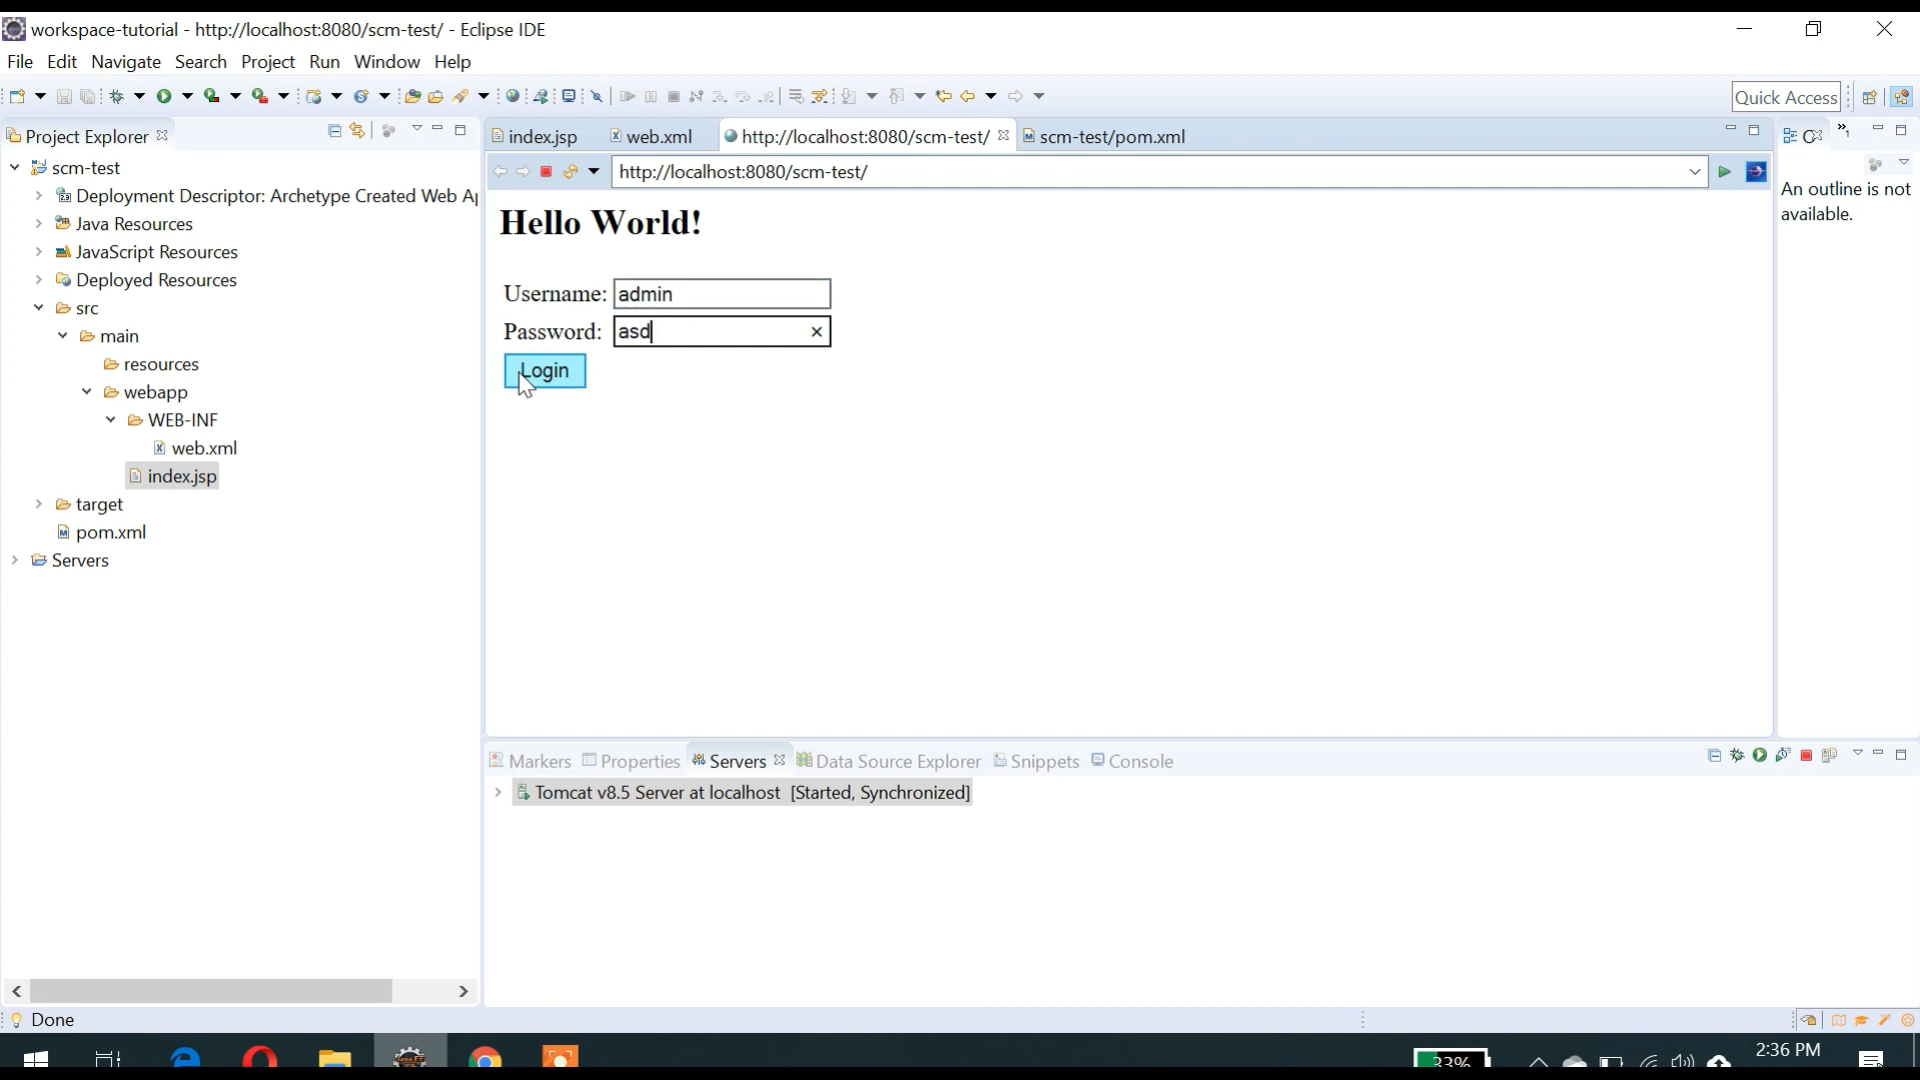 workspace-tutorial - http://localhost:8080/scm-test/ - Eclipse IDE
File Edit Navigate Search Project Run Window Help
Quick Access
Project Explorer
index.jsp web.xml http://localhost:8080/scm-test/ scm-test/pom.xml
http://localhost:8080/scm-test/
An outline is not
available.
scm-test
Deployment Descriptor: Archetype Created Web
Java Resources
JavaScript Resources
Deployed Resources
src
main
resources
webapp
WEB-INF
web.xml
index.jsp
target
pom.xml
Servers
Hello World!
Username: admin
Password: asd
Login
Markers Properties Servers Data Source Explorer Snippets Console
Tomcat v8.5 Server at localhost [Started, Synchronized]
Done
33%
2:36 PM